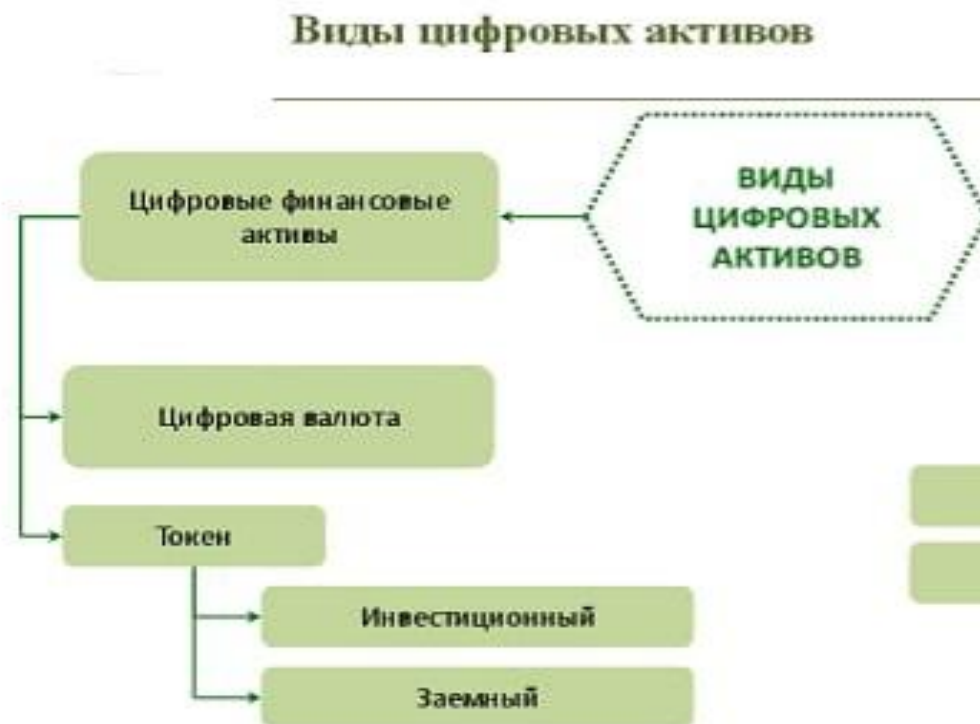 Виды цифровых активов
ВИДЫ
ЦИФРОВЫХ
АКТИВОВ
Цифровые финансовые
активы
Цифровая валюта
Токен
Инвестиционный
Заемный